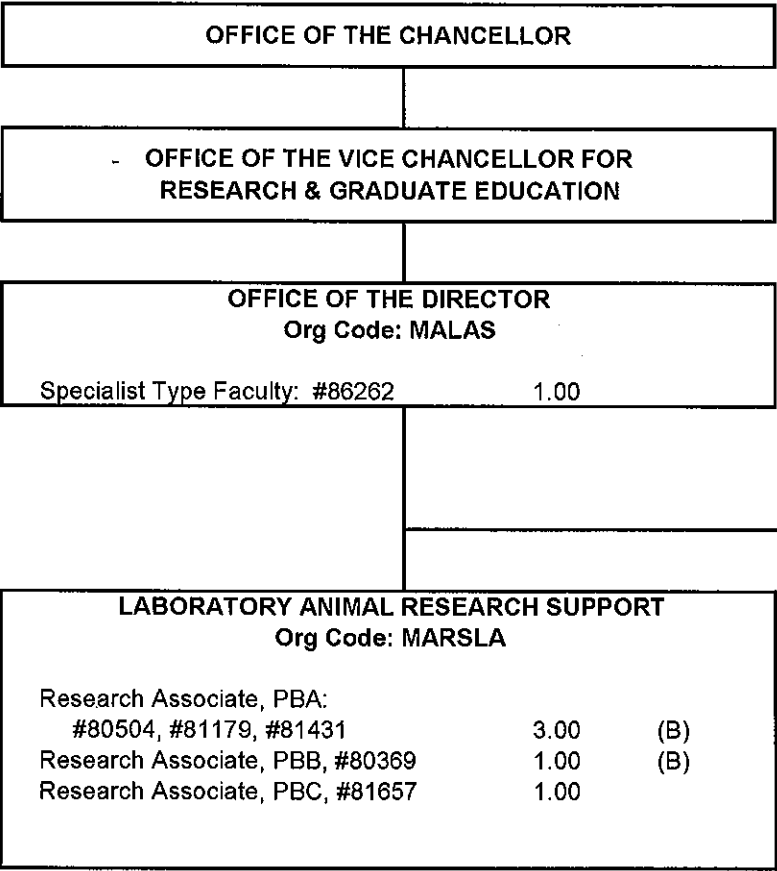 OFFICE OF THE CHANCELLOR
- OFFICE OF THE VICE CHANCELLOR FOR
RESEARCH & GRADUATE EDUCATION
OFFICE OF THE DIRECTOR
Org Code: MALAS
Specialist Type Faculty: #86262 1.00
LABORATORY ANIMAL RESEARCH SUPPORT
Org Code: MARSLA
Research Associate, PBA:
#80504, #81179, #81431 3.00 (B)
Research Associate, PBB, #80369 1.00 (B)
Research Associate, PBC, #81657 1.00